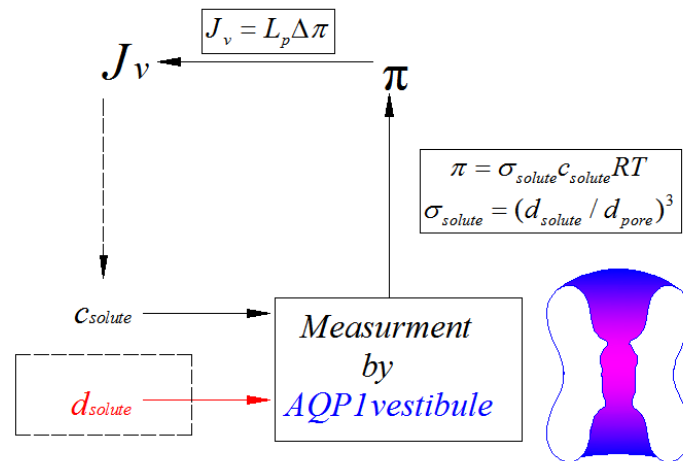 J_v = L_p Δπ
J_v
π
π = σ_solute c_solute RT
σ_solute = (d_solute / d_pore)^3
c_solute
Measurment
by
AQP1vestibule
d_solute